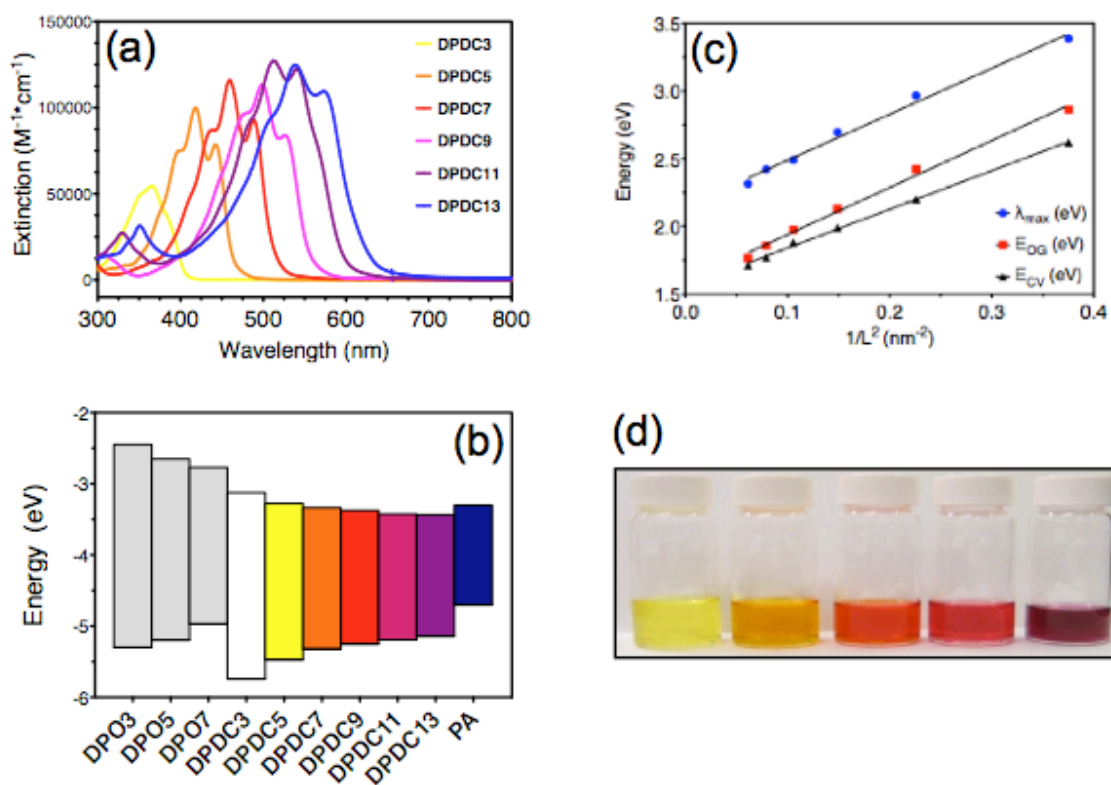 (a)
150000
100000
50000
0
Extinction (M⁻¹*cm⁻¹)
300 400 500 600 700 800
Wavelength (nm)
DPDC3
DPDC5
DPDC7
DPDC9
DPDC11
DPDC13
(c)
3.5
3.0
2.5
2.0
1.5
Energy (eV)
0.0 0.1 0.2 0.3 0.4
1/L² (nm⁻²)
λmax (eV)
EOG (eV)
ECV (eV)
(b)
-2
-3
-4
-5
-6
Energy (eV)
DPO3
DPO5
DPO7
DPDC3
DPDC5
DPDC7
DPDC9
DPDC11
DPDC13
PA
(d)